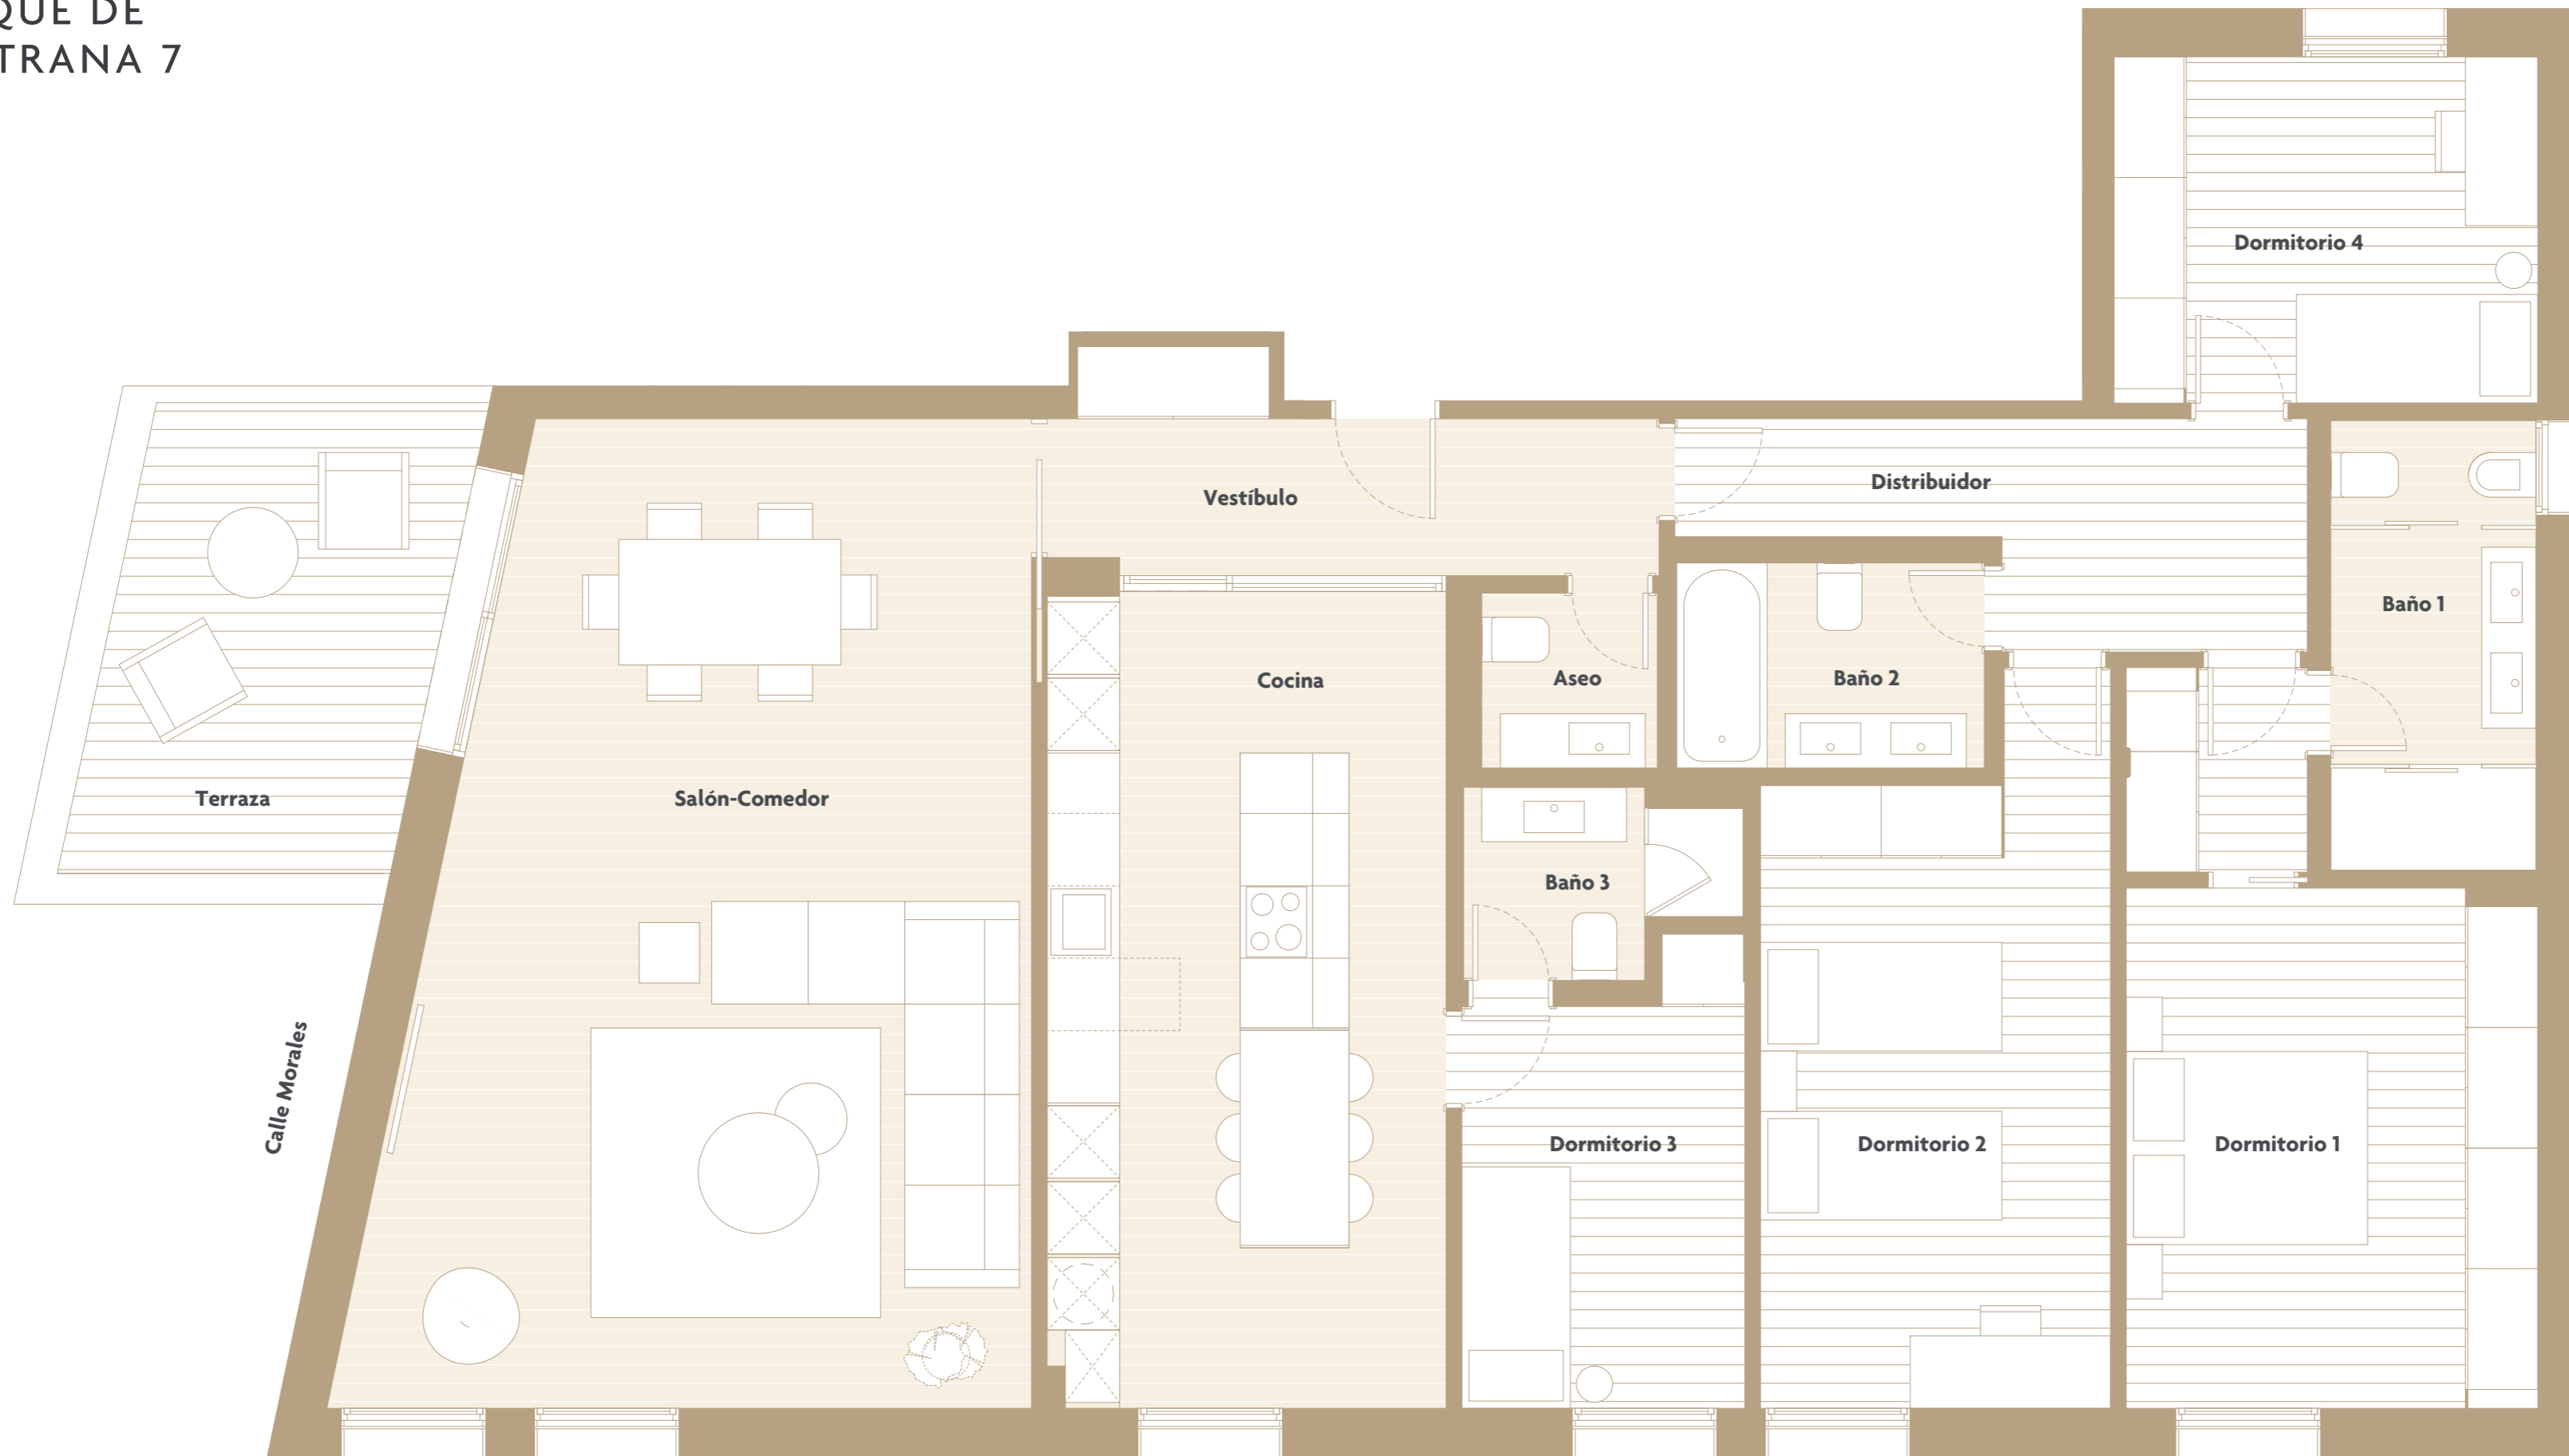 QUE DE
TRANA 7
Dormitorio 4
Vestíbulo
Distribuidor
Baño 1
Cocina
Aseo
Baño 2
Terraza
Salón-Comedor
Baño 3
Calle Morales
Dormitorio 3
Dormitorio 2
Dormitorio 1